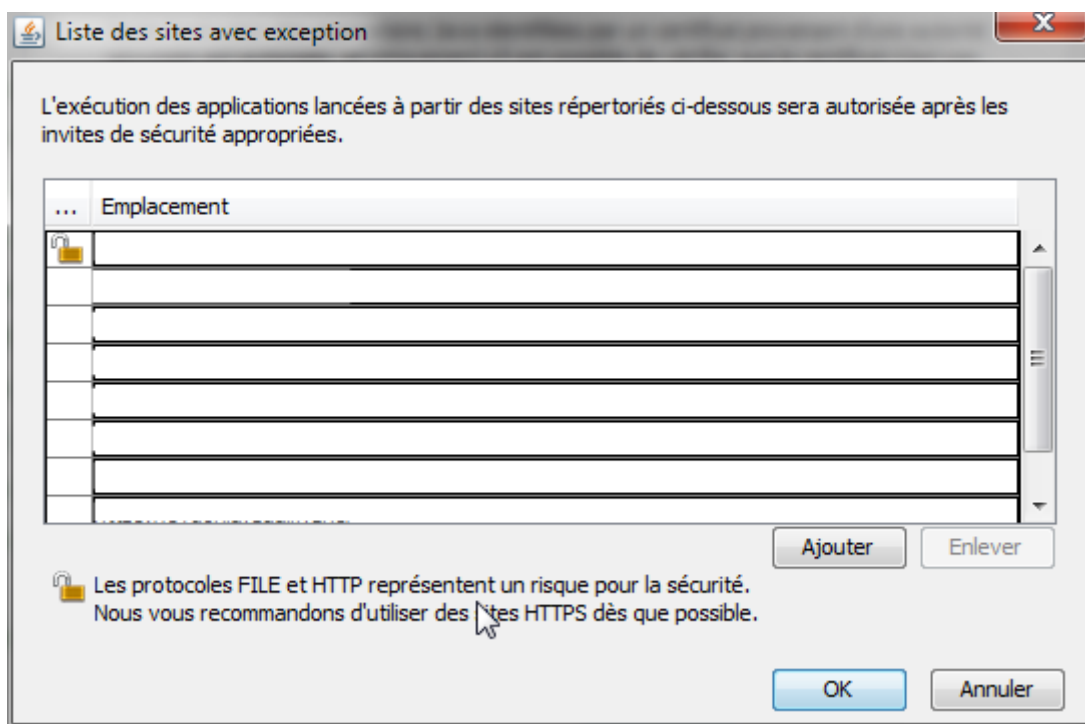 Liste des sites avec exception
L'exécution des applications lancées à partir des sites répertoriés ci-dessous sera autorisée après les
invites de sécurité appropriées.
... Emplacement
Ajouter Enlever
Les protocoles FILE et HTTP représentent un risque pour la sécurité.
Nous vous recommandons d'utiliser des sites HTTPS dès que possible.
OK Annuler